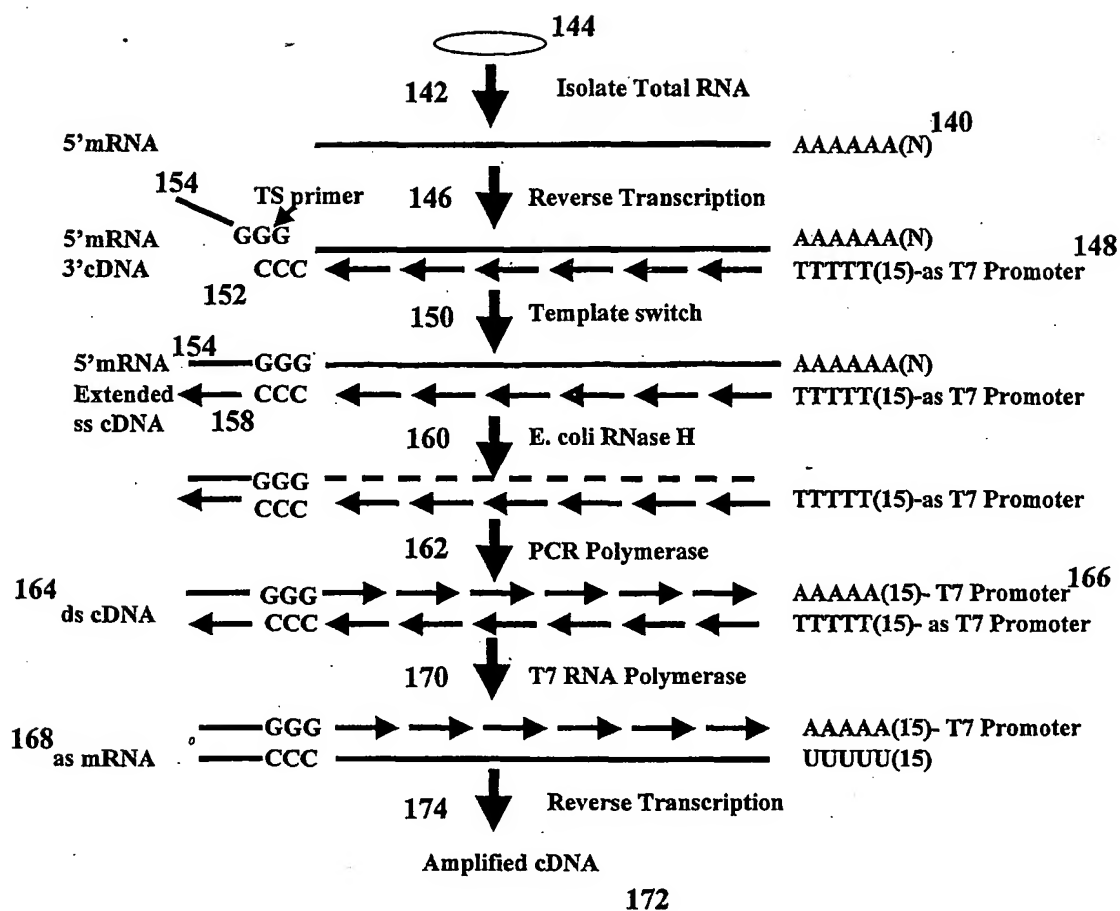 144
142 Isolate Total RNA
140
5'mRNA AAAAAA(N)
154 TS primer 146 Reverse Transcription
GGG
5'mRNA AAAAAA(N)
148
3'cDNA CCC TTTTT(15)-as T7 Promoter
152
150 Template switch
154
5'mRNA GGG AAAAAA(N)
Extended CCC TTTTT(15)-as T7 Promoter
ss cDNA 158
160 E. coli RNase H
GGG
CCC TTTTT(15)-as T7 Promoter
162 PCR Polymerase
164 166
GGG AAAAA(15)- T7 Promoter
ds cDNA CCC TTTTT(15)- as T7 Promoter
170 T7 RNA Polymerase
GGG AAAAA(15)- T7 Promoter
168
as mRNA CCC UUUUU(15)
174 Reverse Transcription
Amplified cDNA
172